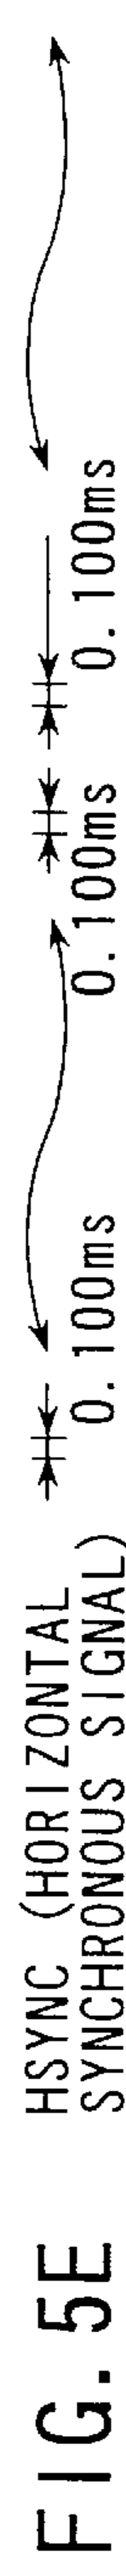 FIG. 5E
HSYNC (HORIZONTAL
SYNCHRONOUS SIGNAL)
0. 100ms
0. 100ms
0. 100ms